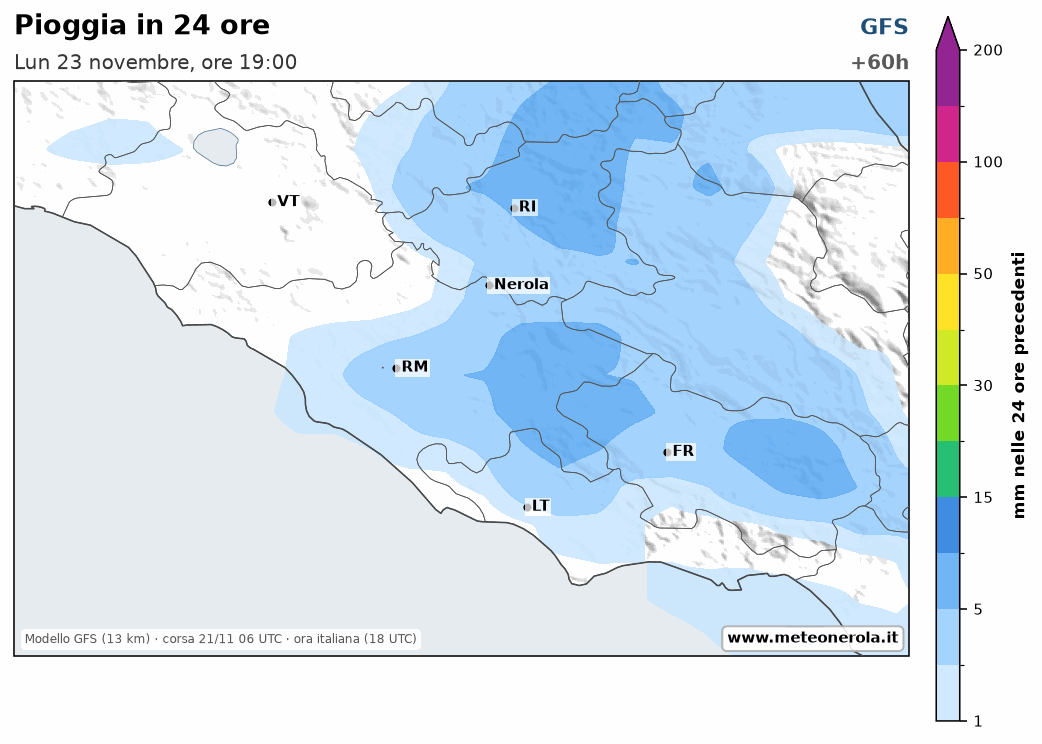 Pioggia in 24 ore
GFS
Lun 23 novembre, ore 19:00
+60h
200
100
50
30
15
5
1
mm nelle 24 ore precedenti
VT
RI
Nerola
RM
FR
LT
Modello GFS (13 km) · corsa 21/11 06 UTC · ora italiana (18 UTC)
www.meteonerola.it